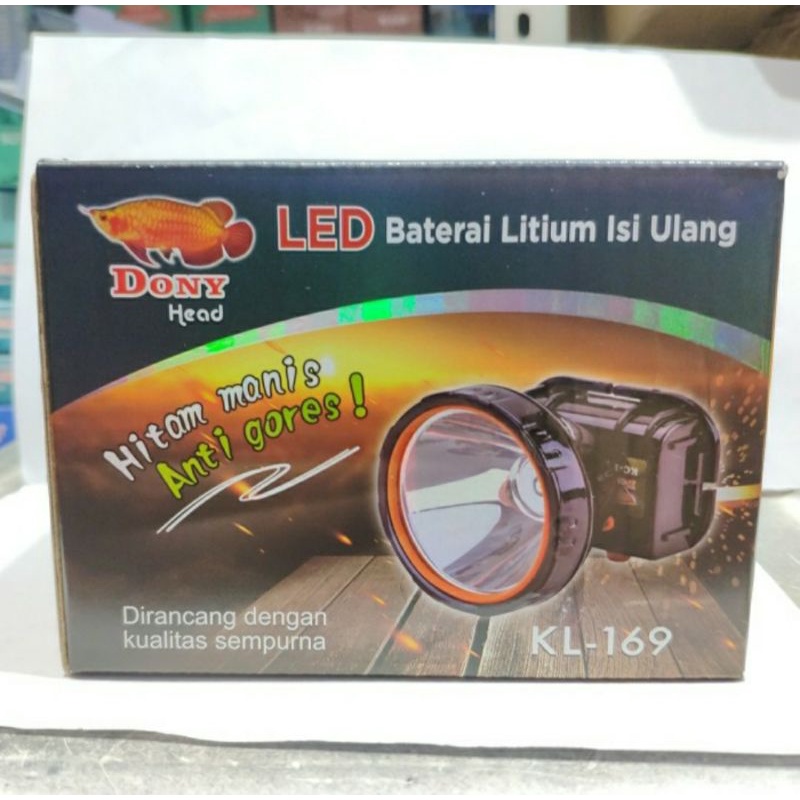 LED Baterai Litium Isi Ulang
DONY
Head
Hitam manis
Anti gores!
Dirancang dengan
kualitas sempurna
KL-169